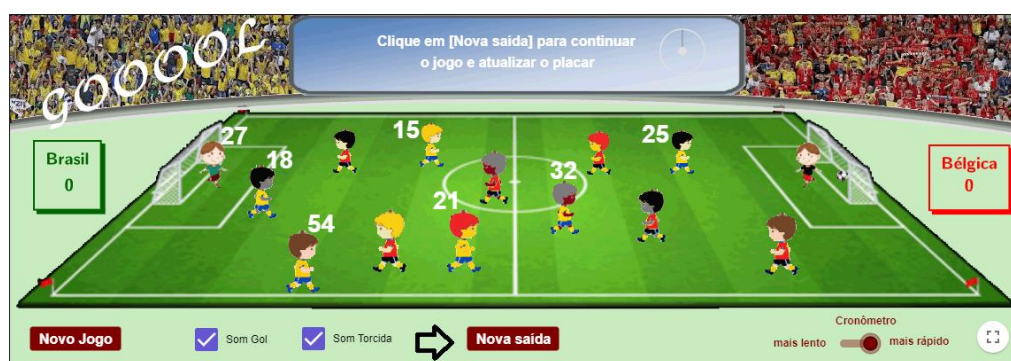 GOOOOL
Clique em [Nova saída] para continuar
o jogo e atualizar o placar
27
15
25
Brasil
0
18
32
Bélgica
0
21
54
Novo Jogo
Som Gol
Som Torcida
Nova saída
Cronômetro
mais lento
mais rápido